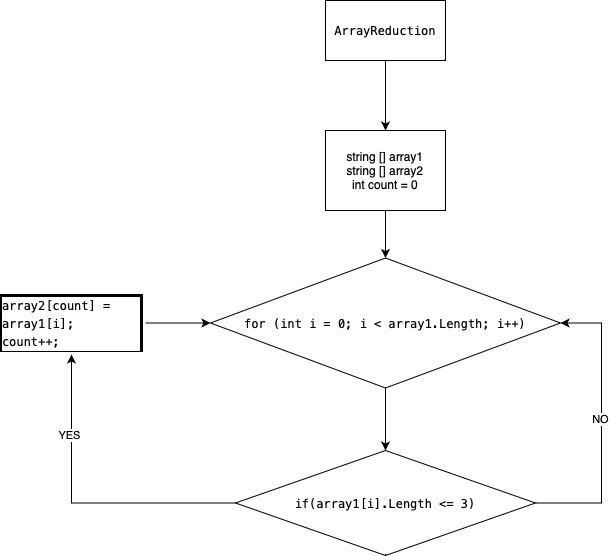 ArrayReduction
string [] array1
string [] array2
int count = 0
array2[count] =
array1[i];
count++;
for (int i = 0; i < array1.Length; i++)
YES
NO
if(array1[i].Length <= 3)